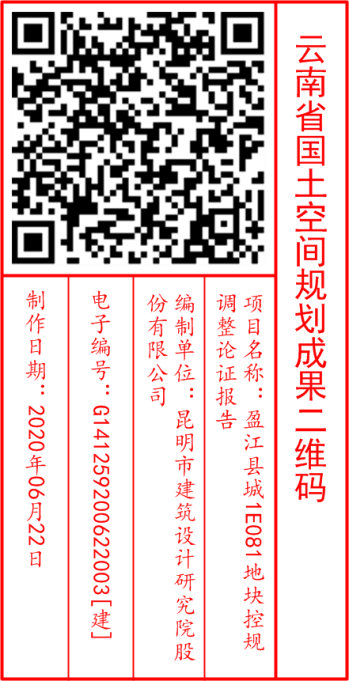 云南省国土空间规划成果二维码
项目名称：盈江县城1E081地块控规
调整论证报告
编制单位：昆明市建筑设计研究院股
份有限公司
电子编号：G14125920062003[建]
制作日期：2020年06月22日